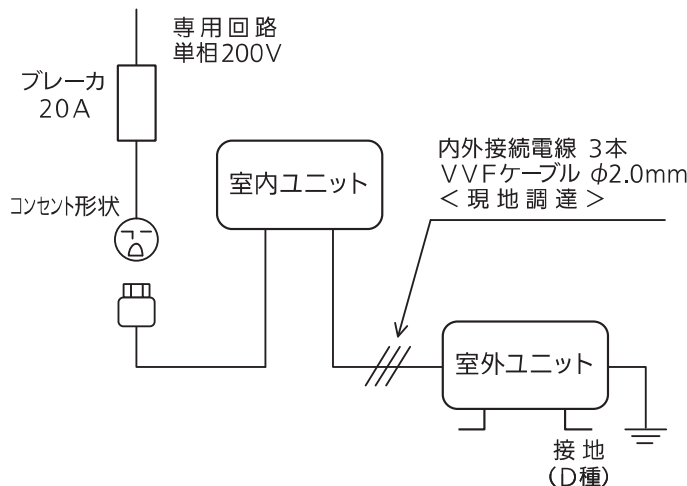 専用回路
単相200V
ブレーカ
20A
コンセント形状
室内ユニット
内外接続電線 3本
VVFケーブル φ2.0mm
<現地調達>
室外ユニット
接地
(D種)